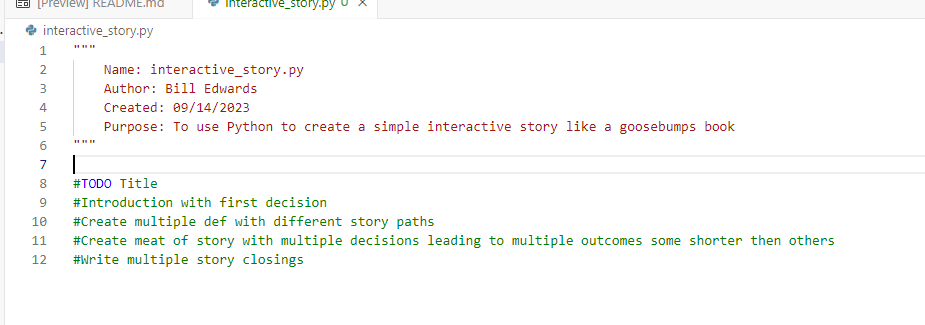 [Preview] README.md interactive_story.py U X
interactive_story.py
1 """
2 Name: interactive_story.py
3 Author: Bill Edwards
4 Created: 09/14/2023
5 Purpose: To use Python to create a simple interactive story like a goosebumps book
6 """
7
8 #TODO Title
9 #Introduction with first decision
10 #Create multiple def with different story paths
11 #Create meat of story with multiple decisions leading to multiple outcomes some shorter then others
12 #Write multiple story closings